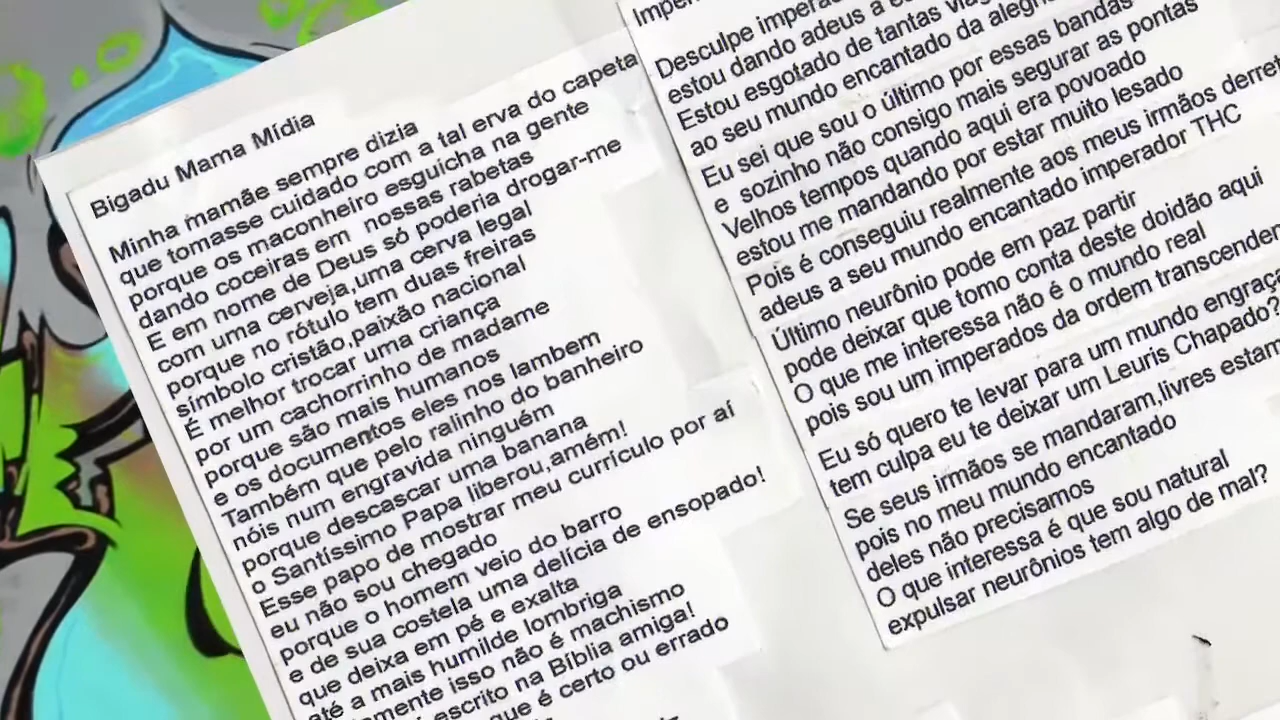 Bigadu Mama Mídia
Minha mamãe sempre dizia
que tomasse cuidado com a tal erva do capeta
porque os maconheiro esguicha na gente
dando coceiras em nossas rabetas
E em nome de Deus só poderia drogar-me
com uma cerveja,uma cerva legal
porque no rótulo tem duas freiras
símbolo cristão,paixão nacional
É melhor trocar uma criança
por um cachorrinho de madame
porque são mais humanos
e os documentos eles nos lambem
Também que pelo ralinho do banheiro
nóis num engravida ninguém
porque descascar uma banana
o Santíssimo Papa liberou,amém!
Esse papo de mostrar meu currículo por aí
eu não sou chegado
porque o homem veio do barro
e de sua costela uma delícia de ensopado!
que deixa em pé e exalta
até a mais humilde lombriga
isso não é machismo
escrito na Bíblia amiga!
que é certo ou errado
Desculpe
estou dando adeus a
Estou esgotado de tantas
ao seu mundo encantado da
Eu sei que sou o último por essas bandas
e sozinho não consigo mais segurar as pontas
Velhos tempos quando aqui era povoado
estou me mandando por estar muito lesado
Pois é conseguiu realmente aos meus irmãos
adeus a seu mundo encantado imperador THC
Último neurônio pode em paz partir
pode deixar que tomo conta deste doidão aqui
O que me interessa não é o mundo real
pois sou um imperados da ordem
Eu só quero te levar para um mundo
tem culpa eu te deixar um Leuris Chapado?
Se seus irmãos se mandaram,livres
pois no meu mundo encantado
deles não precisamos
O que interessa é que sou natural
expulsar neurônios tem algo de mal?